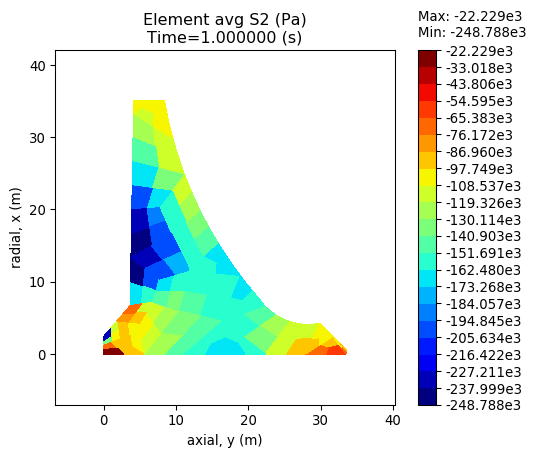 Element avg S2 (Pa)
Time=1.000000 (s)
Max: -22.229e3
Min: -248.788e3
-22.229e3
-33.018e3
-43.806e3
-54.595e3
-65.383e3
-76.172e3
-86.960e3
-97.749e3
-108.537e3
-119.326e3
-130.114e3
-140.903e3
-151.691e3
-162.480e3
-173.268e3
-184.057e3
-194.845e3
-205.634e3
-216.422e3
-227.211e3
-237.999e3
-248.788e3
radial, x (m)
40
30
20
10
0
0 10 20 30 40
axial, y (m)